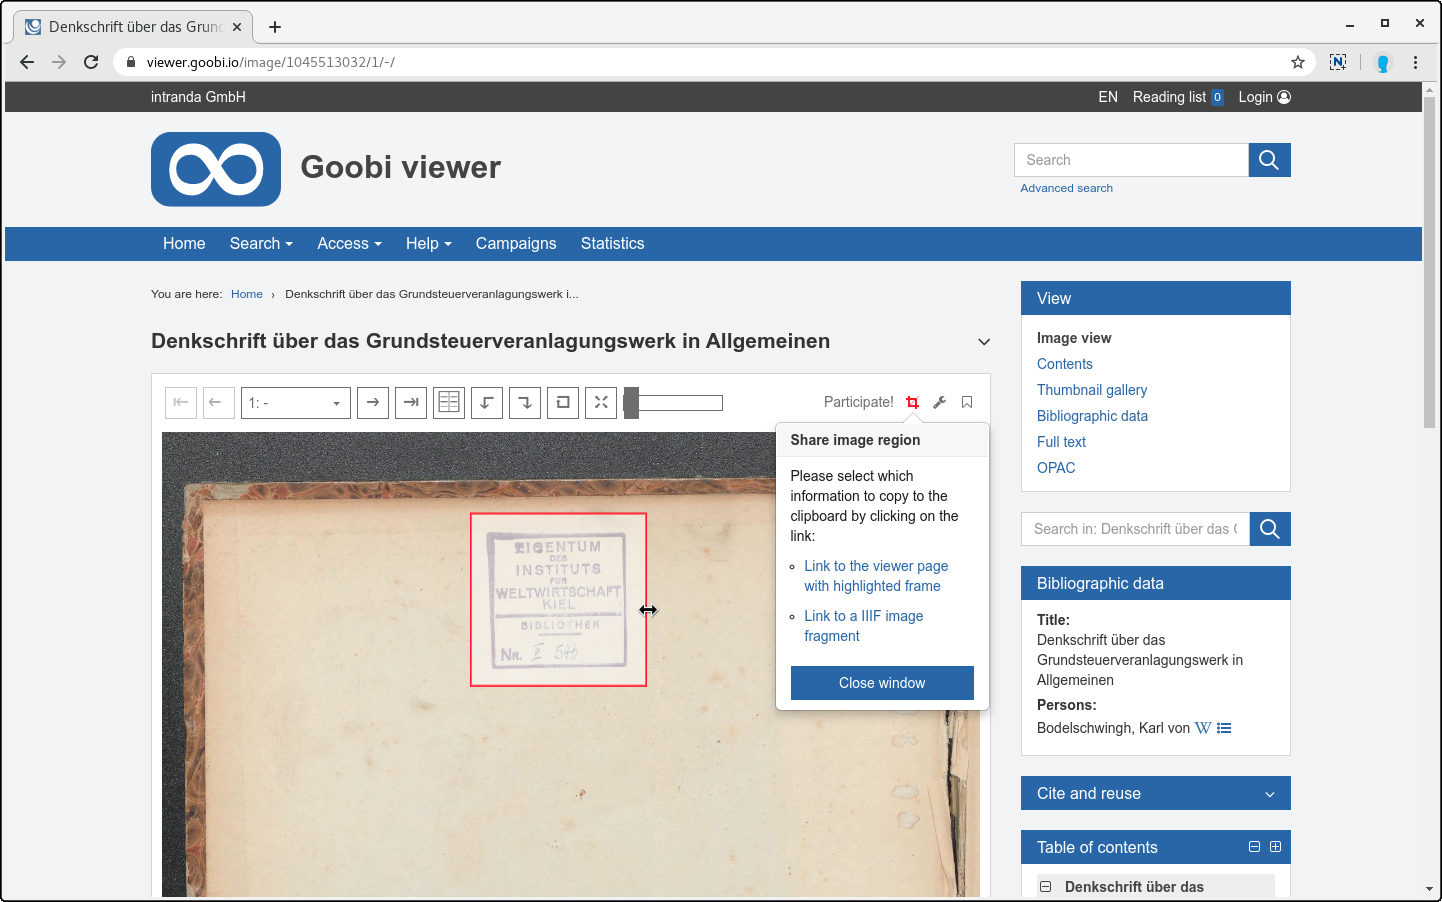 Denkschrift über das Grund
viewer.goobi.io/image/1045513032/1/-/
intranda GmbH
EN Reading list 0 Login
Goobi viewer
Search
Advanced search
Home Search Access Help Campaigns Statistics
You are here: Home › Denkschrift über das Grundsteuerveranlagungswerk i...
Denkschrift über das Grundsteuerveranlagungswerk in Allgemeinen
1: -
Participate!
Share image region
Please select which
information to copy to the
clipboard by clicking on the
link:
Link to the viewer page
with highlighted frame
Link to a IIIF image
fragment
Close window
EIGENTUM
DES
INSTITUTS
FÜR
WELTWIRTSCHAFT
KIEL
BIBLIOTHEK
NR. II 546
View
Image view
Contents
Thumbnail gallery
Bibliographic data
Full text
OPAC
Search in: Denkschrift über das
Bibliographic data
Title:
Denkschrift über das
Grundsteuerveranlagungswerk in
Allgemeinen
Persons:
Bodelschwingh, Karl von W
Cite and reuse
Table of contents
Denkschrift über das